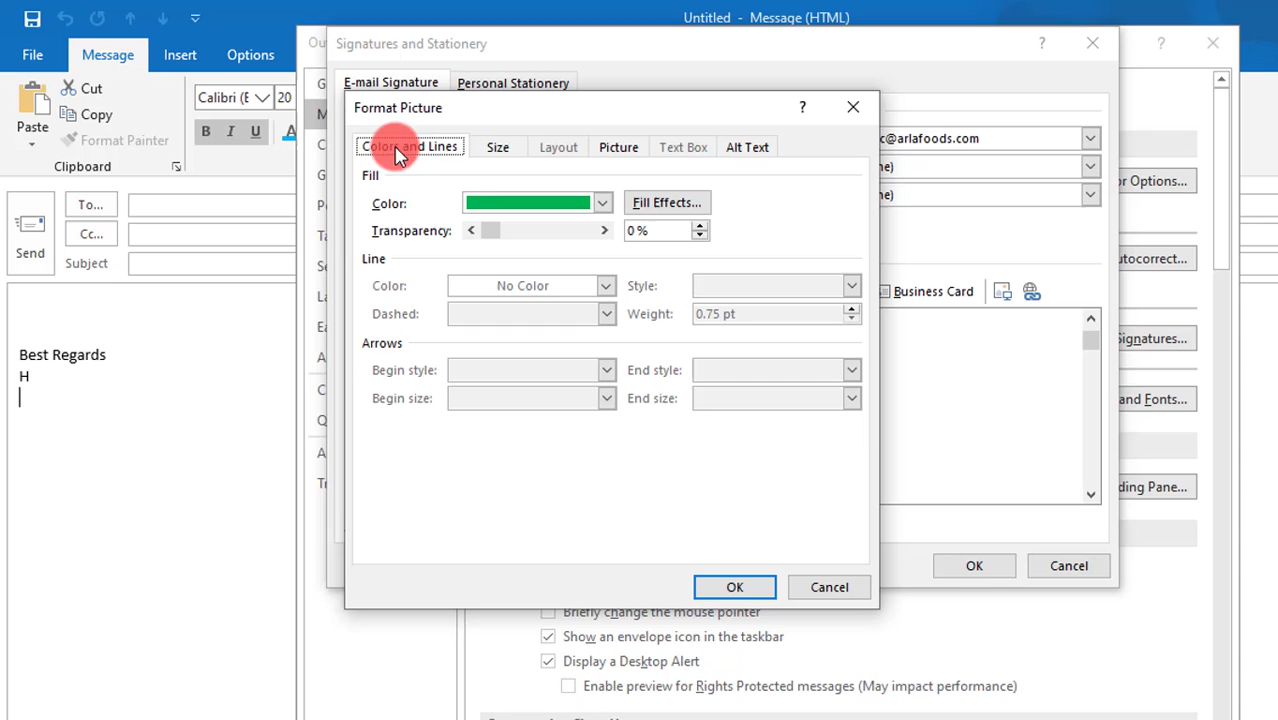 Untitled - Message (HTML)
File Message Insert Options
Cut
Copy
Format Painter
Paste
Clipboard
Calibri (E 20
B I U A
To...
Cc...
Send
Subject
Best Regards
H
Signatures and Stationery ?
E-mail Signature Personal Stationery
c@arlafoods.com
ne)
ne)
Business Card
OK Cancel
Format Picture ?
Colors and Lines Size Layout Picture Text Box Alt Text
Fill
Color: Fill Effects...
Transparency: 0 %
Line
Color: No Color Style:
Dashed: Weight: 0.75 pt
Arrows
Begin style: End style:
Begin size: End size:
OK Cancel
?
or Options...
utocorrect...
ignatures...
and Fonts...
ding Pane...
Briefly change the mouse pointer
Show an envelope icon in the taskbar
Display a Desktop Alert
Enable preview for Rights Protected messages (May impact performance)